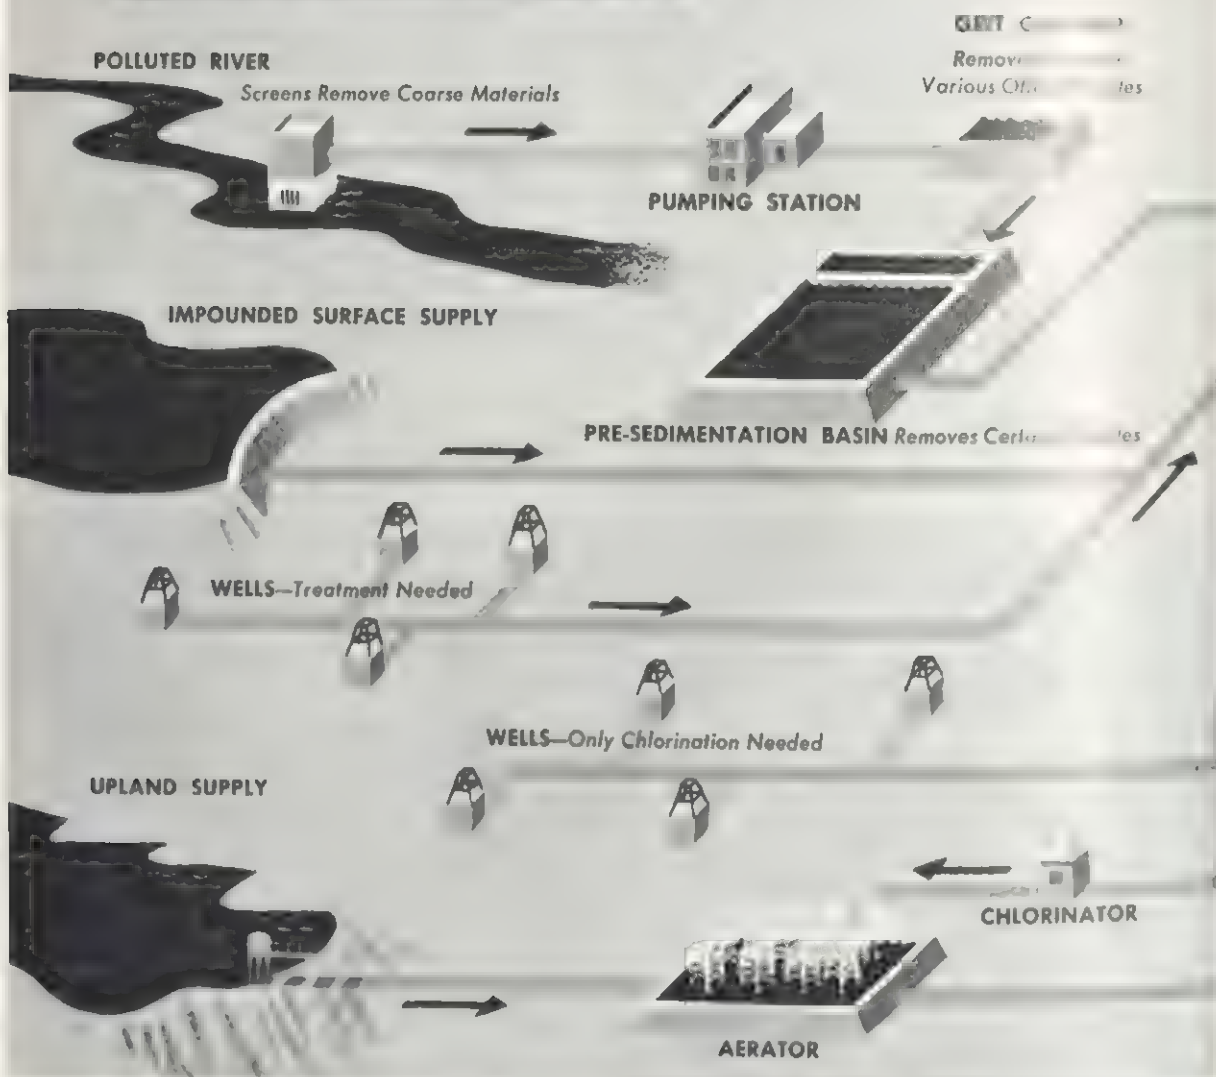 GRIT
POLLUTED RIVER
Screens Remove Coarse Materials
Various
PUMPING STATION
IMPOUNDED SURFACE SUPPLY
PRE-SEDIMENTATION BASIN Removes
WELLS—Treatment Needed
WELLS—Only Chlorination Needed
UPLAND SUPPLY
CHLORINATOR
AERATOR